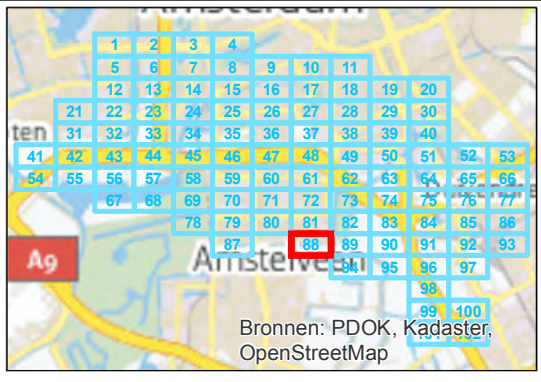 Amsterdam
1 2 3 4
5 6 7 8 9 10 11
12 13 14 15 16 17 18 19 20
21 22 23 24 25 26 27 28 29 30
ten
31 32 33 34 35 36 37 38 39 40
41 42 43 44 45 46 47 48 49 50 51 52 53
54 55 56 57 58 59 60 61 62 63 64 65 66
67 68 69 70 71 72 73 74 75 76 77
78 79 80 81 82 83 84 85 86
87 88 89 90 91 92 93
A9
Amstelveen
94 95 96 97
98
99 100
Bronnen: PDOK, Kadaster,
OpenStreetMap